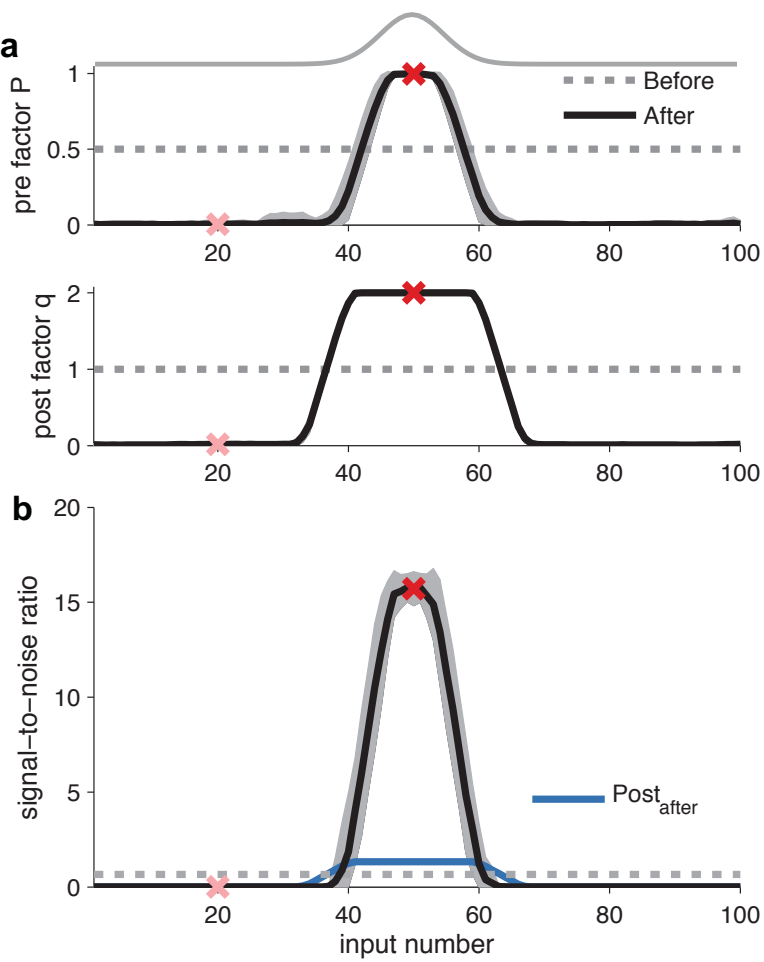 a
pre factor P
1
0.5
0
Before
After
20 40 60 80 100
post factor q
2
1
0
20 40 60 80 100
b
signal-to-noise ratio
20
15
10
5
0
Post after
20 40 60 80 100
input number